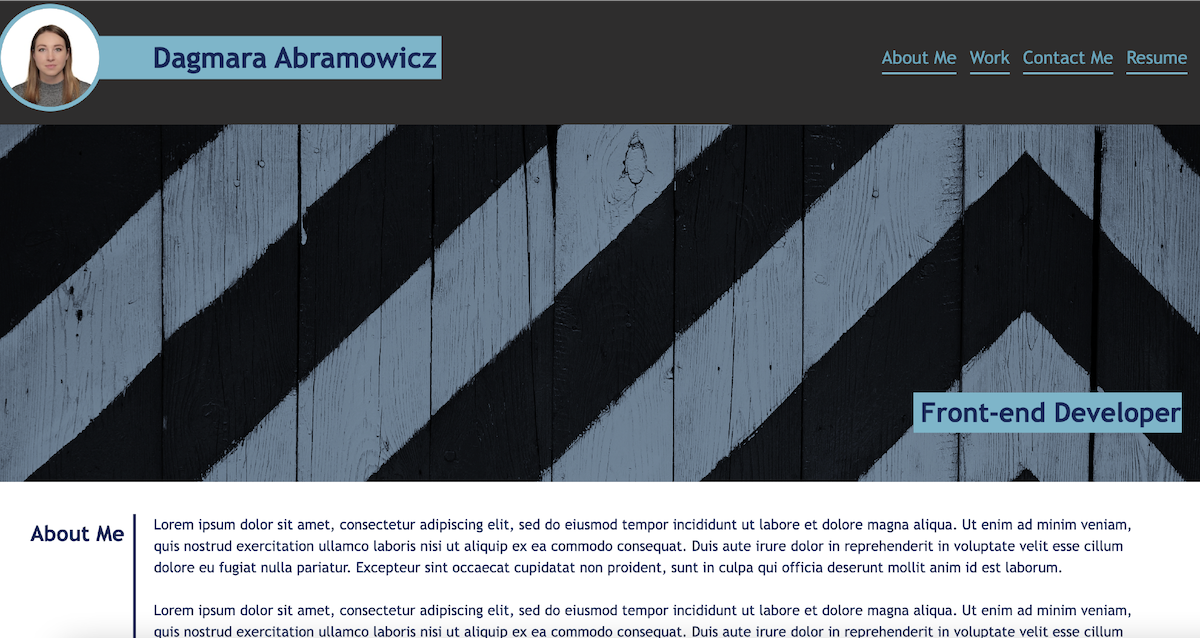 Dagmara Abramowicz
About Me Work Contact Me Resume
Front-end Developer
About Me
Lorem ipsum dolor sit amet, consectetur adipiscing elit, sed do eiusmod tempor incididunt ut labore et dolore magna aliqua. Ut enim ad minim veniam,
quis nostrud exercitation ullamco laboris nisi ut aliquip ex ea commodo consequat. Duis aute irure dolor in reprehenderit in voluptate velit esse cillum
dolore eu fugiat nulla pariatur. Excepteur sint occaecat cupidatat non proident, sunt in culpa qui officia deserunt mollit anim id est laborum.
Lorem ipsum dolor sit amet, consectetur adipiscing elit, sed do eiusmod tempor incididunt ut labore et dolore magna aliqua. Ut enim ad minim veniam,
quis nostrud exercitation ullamco laboris nisi ut aliquip ex ea commodo consequat. Duis aute irure dolor in reprehenderit in voluptate velit esse cillum